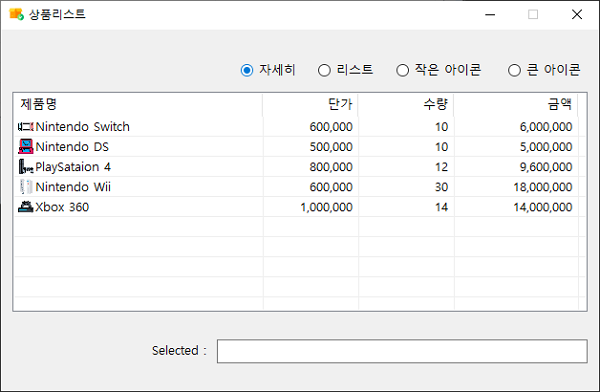 상품리스트
자세히 리스트 작은 아이콘 큰 아이콘
제품명 단가 수량 금액
Nintendo Switch 600,000 10 6,000,000
Nintendo DS 500,000 10 5,000,000
PlaySataion 4 800,000 12 9,600,000
Nintendo Wii 600,000 30 18,000,000
Xbox 360 1,000,000 14 14,000,000
Selected :